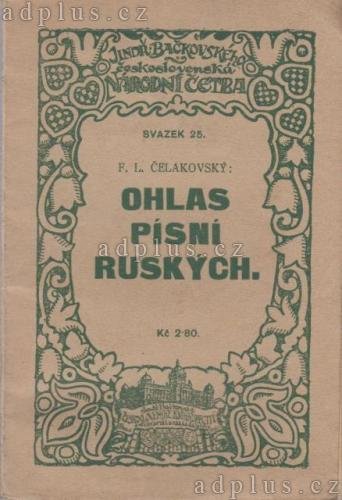 adplus.cz
JINDŘ. BAČKOVSKÉHO
československá
NÁRODNÍ ČETBA
SVAZEK 25.
F. L. ČELAKOVSKÝ:
OHLAS
PÍSNÍ
RUSKÝCH.
adplus.cz
Kč 2·80.
adplus.cz